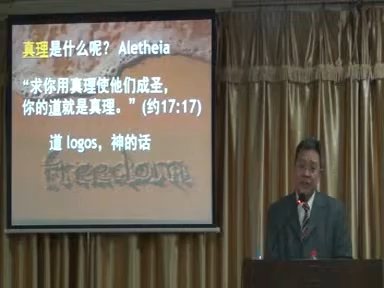 真理是什么呢? Aletheia
“求你用真理使他们成圣,
你的道就是真理。” (约17:17)
道 logos, 神的话
freedom